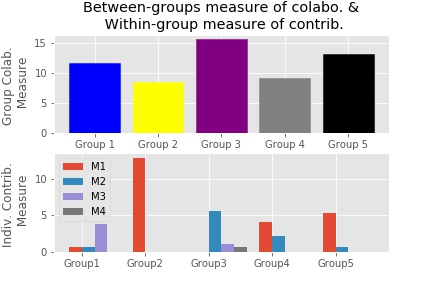 Between-groups measure of colabo. &
Within-group measure of contrib.
Group Colab.
Measure
15
10
5
0
Group 1 Group 2 Group 3 Group 4 Group 5
Indiv. Contrib.
Measure
10
5
0
M1
M2
M3
M4
Group1 Group2 Group3 Group4 Group5